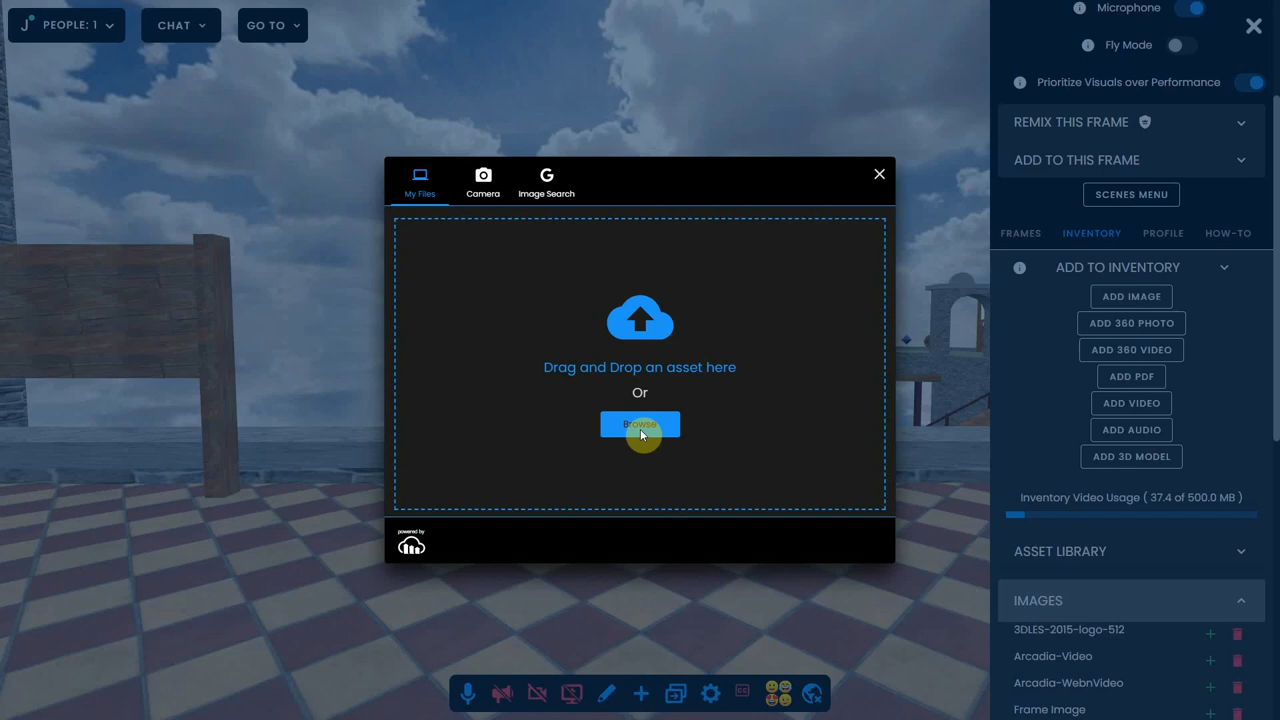 PEOPLE: 1
CHAT
GO TO
Microphone
Fly Mode
Prioritize Visuals over Performance
REMIX THIS FRAME
ADD TO THIS FRAME
SCENES MENU
FRAMES INVENTORY PROFILE HOW-TO
ADD TO INVENTORY
ADD IMAGE
ADD 360 PHOTO
ADD 360 VIDEO
ADD PDF
ADD VIDEO
ADD AUDIO
ADD 3D MODEL
Inventory Video Usage ( 37.4 of 500.0 MB )
ASSET LIBRARY
IMAGES
3DLES-2015-logo-512
Arcadia-Video
Arcadia-WebnVideo
Frame Image
My Files
Camera
Image Search
Drag and Drop an asset here
Or
Browse
powered by
CC